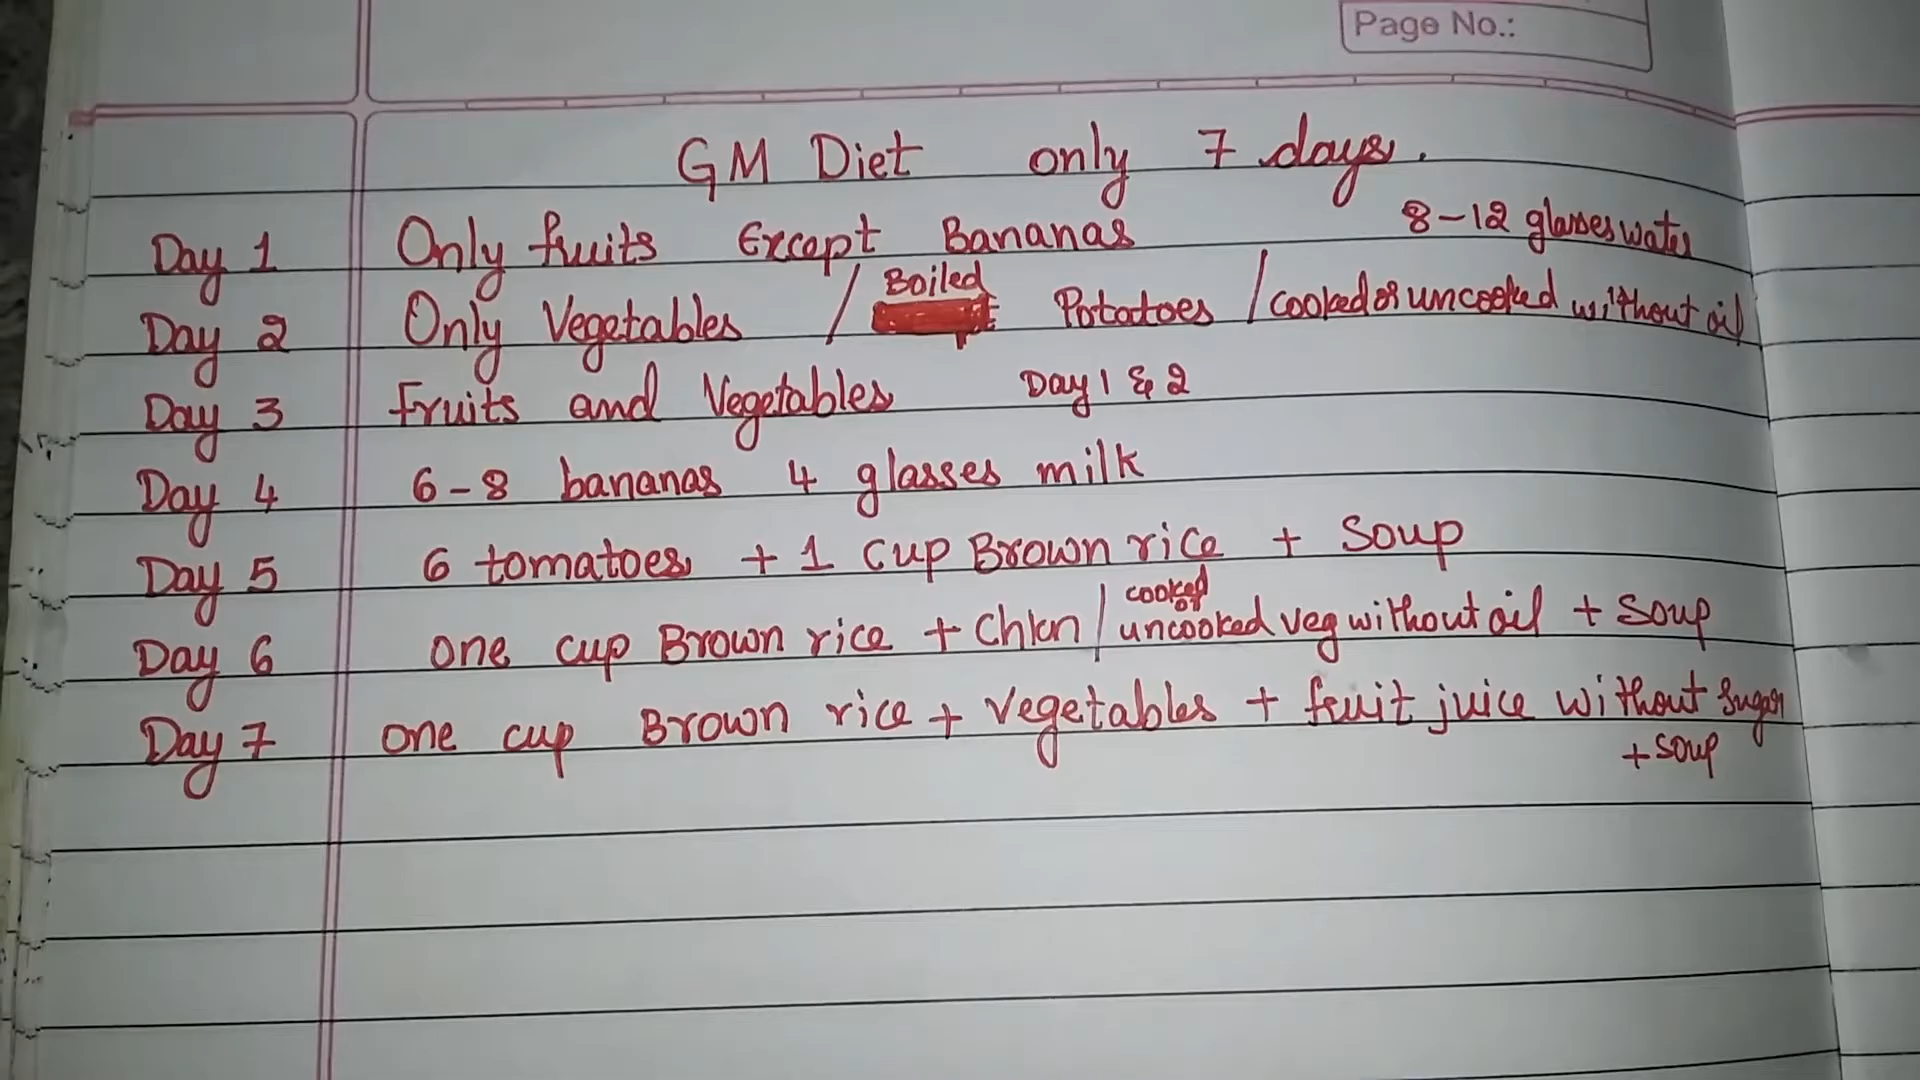 Page No.:
GM Diet only 7 days.
Day 1 Only fruits Except Bananas 8-12 glasses water
Day 2 Only Vegetables / Boiled Potatoes / cooked or uncooked without oil
Day 3 Fruits and Vegetables Day 1 & 2
Day 4 6-8 bananas 4 glasses milk
Day 5 6 tomatoes + 1 cup Brown rice + Soup
Day 6 one cup Brown rice + Chkn / cooked or uncooked veg without oil + Soup
Day 7 one cup Brown rice + Vegetables + fruit juice without Sugar
+ Soup